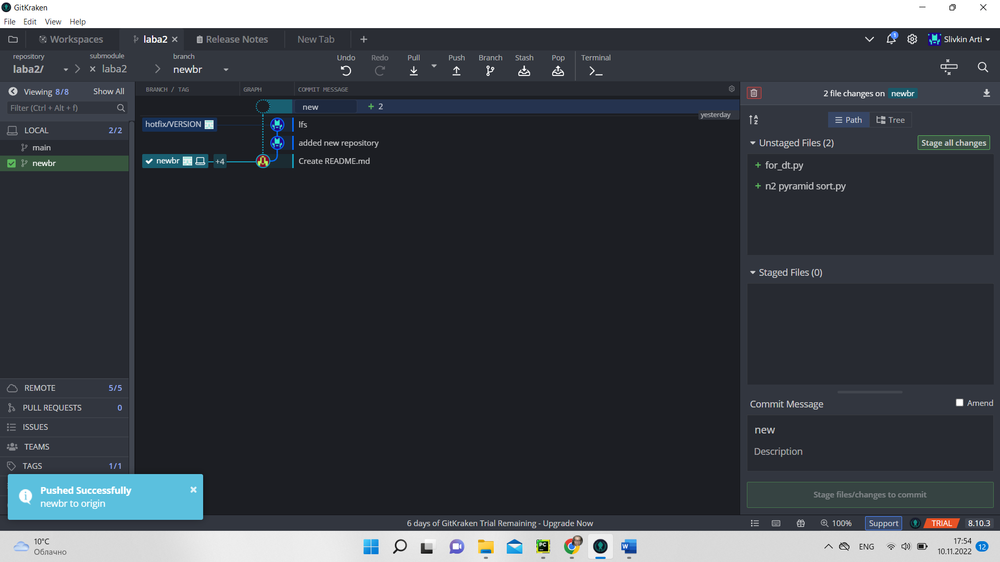 GitKraken
File Edit View Help
Workspaces laba2 Release Notes New Tab Slivkin Arti
1
repository submodule branch
laba2/ laba2 newbr
Undo Redo Pull Push Branch Stash Pop Terminal
Viewing 8/8 Show All
Filter (Ctrl + Alt + f)
LOCAL 2/2
main
newbr
REMOTE 5/5
PULL REQUESTS 0
ISSUES
TEAMS
TAGS 1/1
Pushed Successfully
newbr to origin
BRANCH / TAG GRAPH COMMIT MESSAGE
new + 2
yesterday
hotfix/VERSION lfs
added new repository
newbr +4 Create README.md
2 file changes on newbr
Path Tree
Unstaged Files (2) Stage all changes
+ for_dt.py
+ n2 pyramid sort.py
Staged Files (0)
Commit Message Amend
new
Description
Stage files/changes to commit
6 days of GitKraken Trial Remaining - Upgrade Now 100% Support TRIAL 8.10.3
10°C
Облачно
PC
W
ENG
17:54
10.11.2022
12